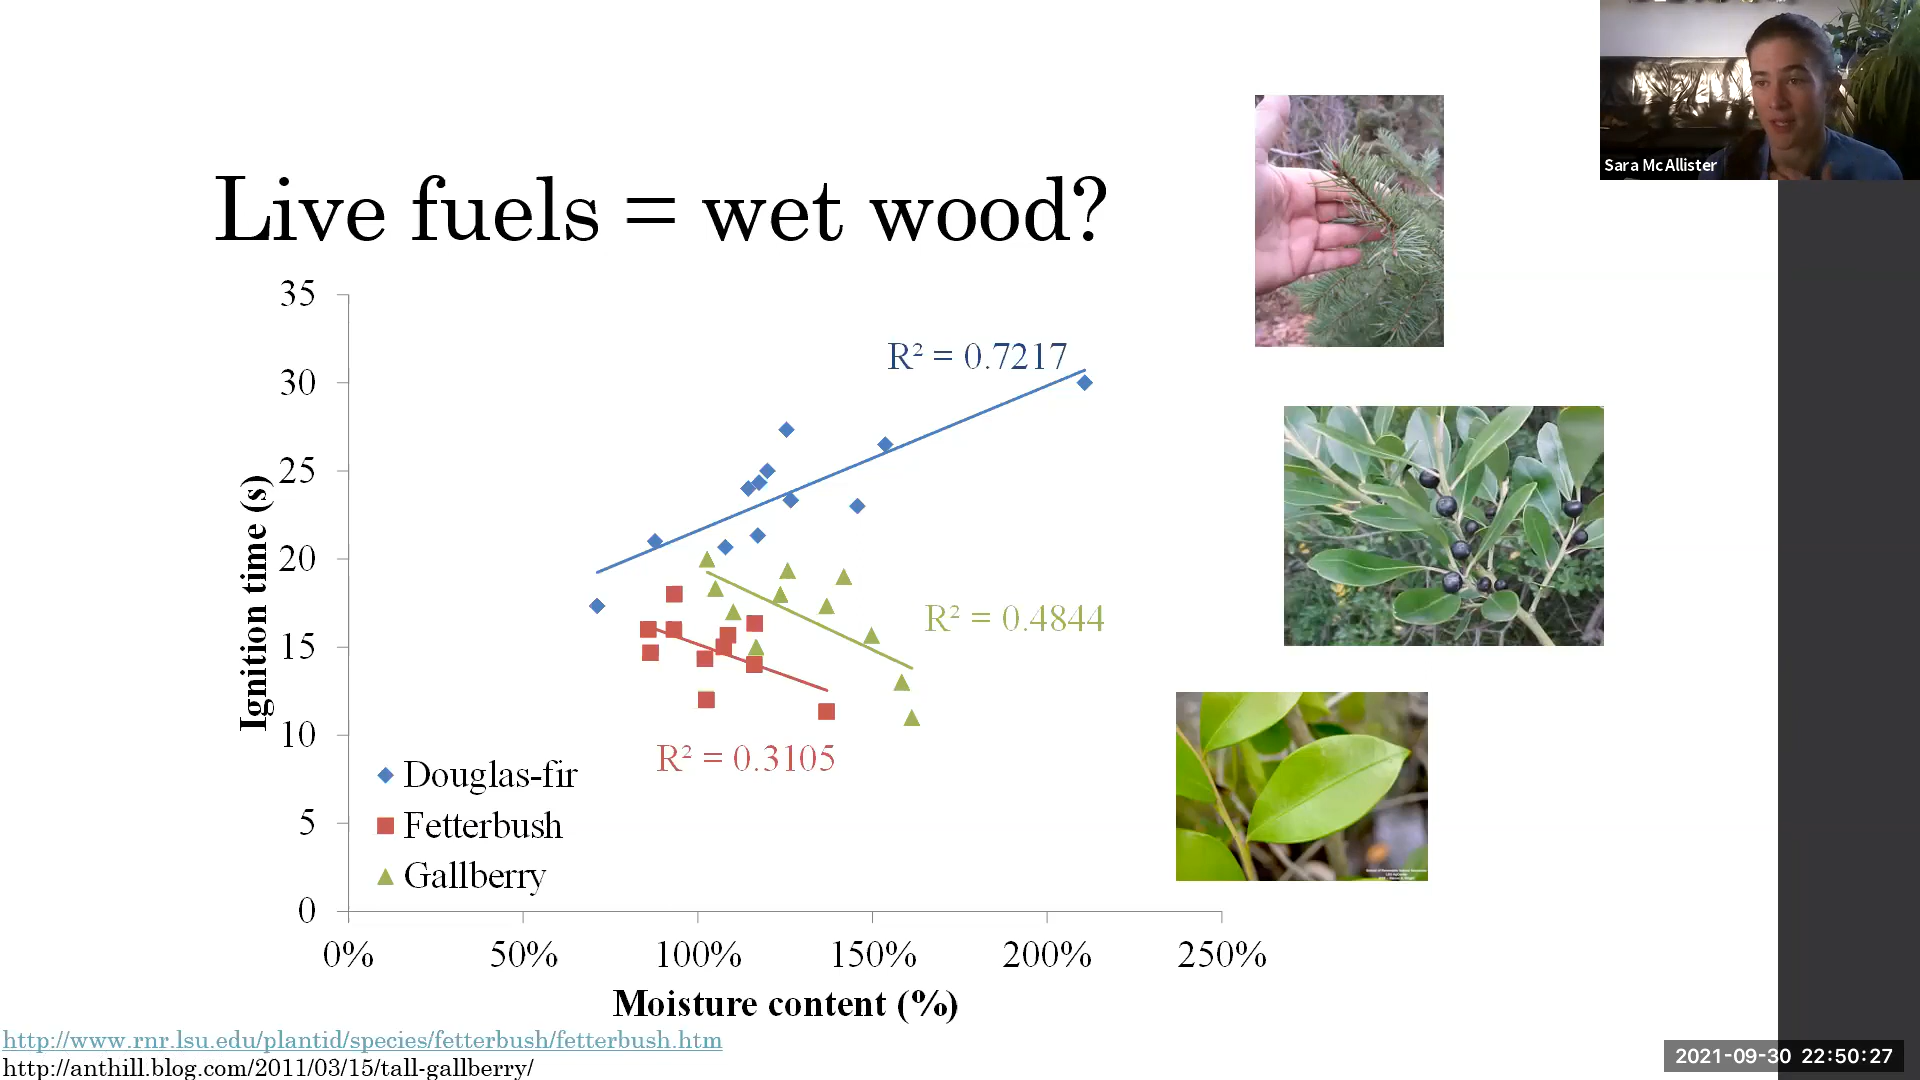 Sara McAllister
Live fuels = wet wood?
35
30
25
20
15
10
5
0
Ignition time (s)
R² = 0.7217
R² = 0.4844
R² = 0.3105
Douglas-fir
Fetterbush
Gallberry
0% 50% 100% 150% 200% 250%
Moisture content (%)
http://www.rnr.lsu.edu/plantid/species/fetterbush/fetterbush.htm
http://anthill.blog.com/2011/03/15/tall-gallberry/
2021-09-30 22:50:27